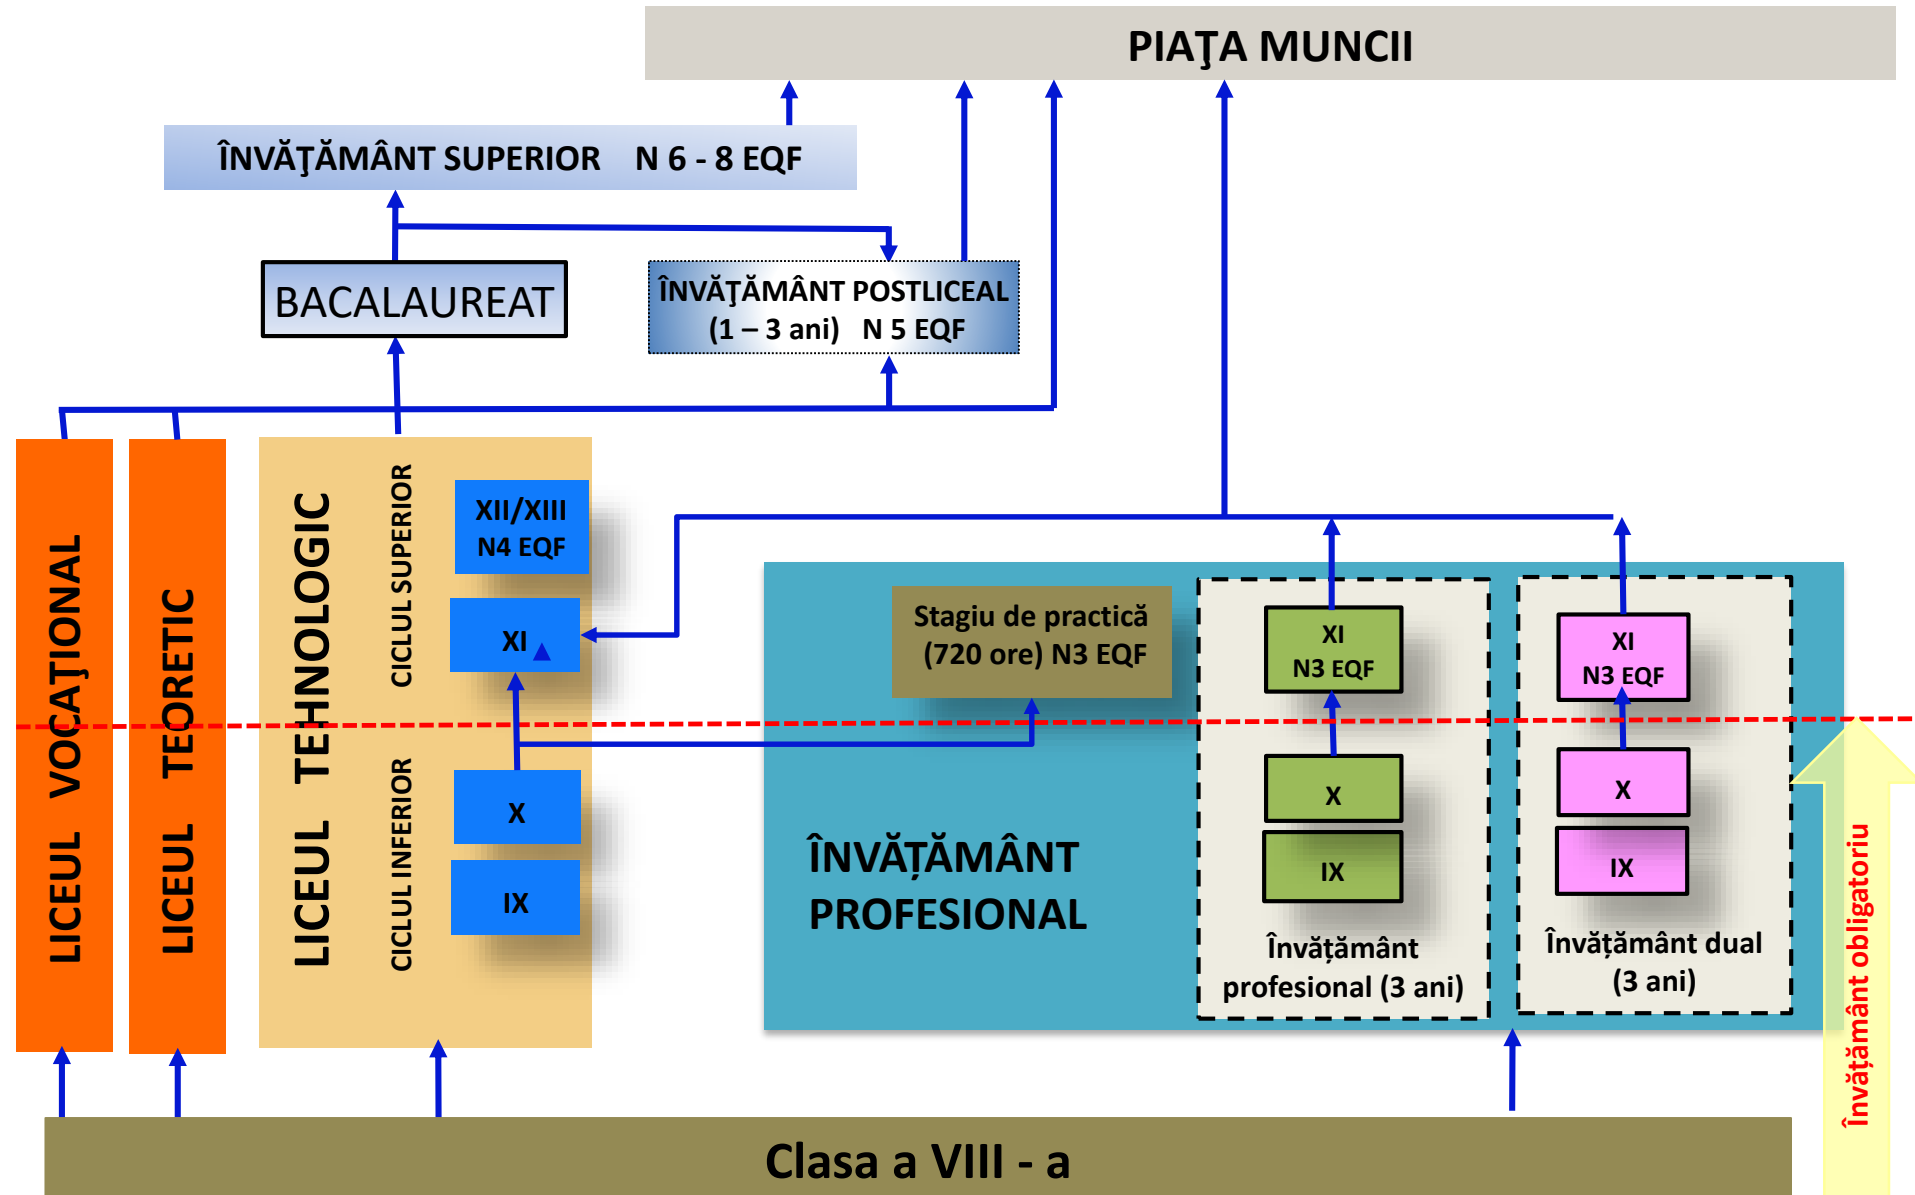 PIAŢA MUNCII
ÎNVĂŢĂMÂNT SUPERIOR N 6 - 8 EQF
BACALAUREAT
ÎNVĂŢĂMÂNT POSTLICEAL
(1 – 3 ani) N 5 EQF
LICEUL VOCAŢIONAL
LICEUL TEORETIC
LICEUL TEHNOLOGIC
CICLUL SUPERIOR
CICLUL INFERIOR
XII/XIII
N4 EQF
XI
X
IX
Stagiu de practică
(720 ore) N3 EQF
ÎNVĂȚĂMÂNT
PROFESIONAL
XI
N3 EQF
X
IX
Învățământ
profesional (3 ani)
XI
N3 EQF
X
IX
Învățământ dual
(3 ani)
Învățământ obligatoriu
Clasa a VIII - a